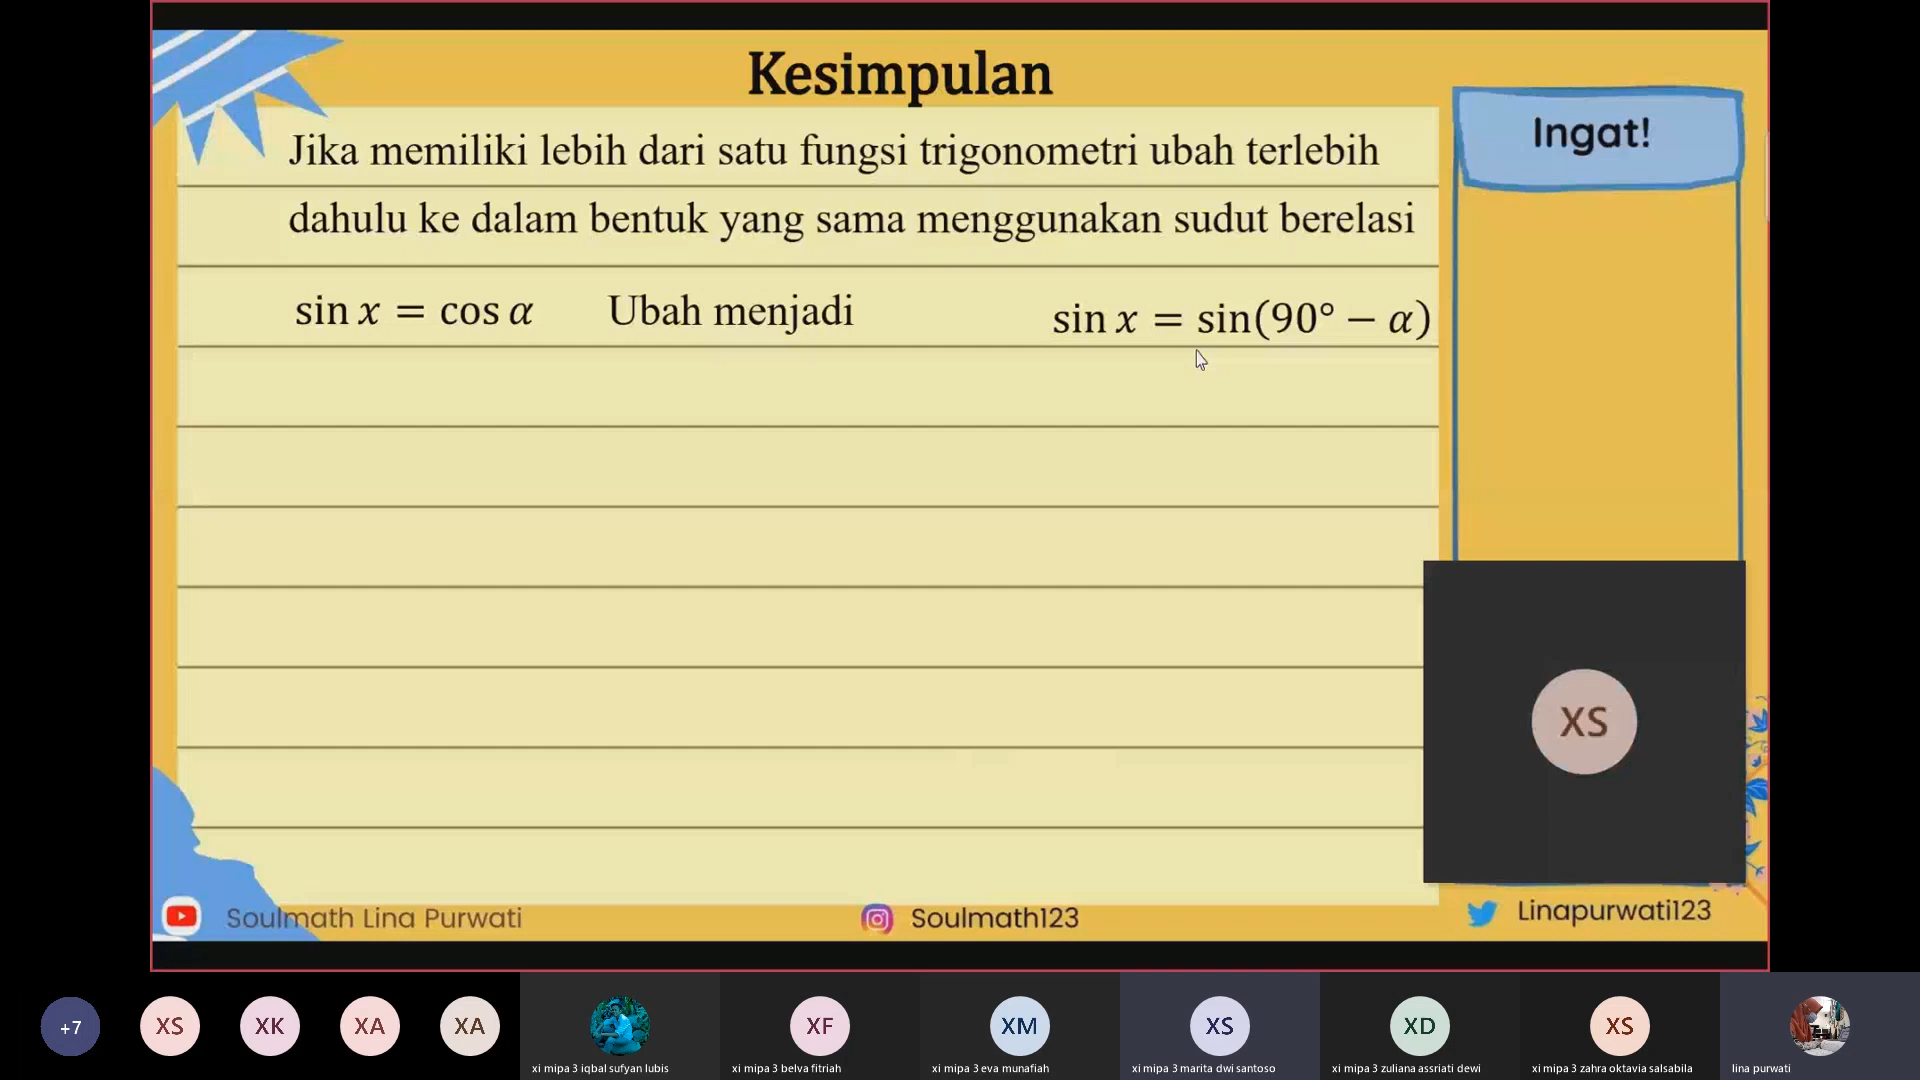 Kesimpulan
Ingat!
Jika memiliki lebih dari satu fungsi trigonometri ubah terlebih
dahulu ke dalam bentuk yang sama menggunakan sudut berelasi
sin x = cos α Ubah menjadi sin x = sin(90° − α)
XS
Soulmath Lina Purwati Soulmath123 Linapurwati123
+7 XS XK XA XA XF XM XS XD XS
xi mipa 3 iqbal sufyan lubis xi mipa 3 belva fitriah xi mipa 3 eva munafiah xi mipa 3 marita dwi santoso xi mipa 3 zuliana assriati dewi xi mipa 3 zahra oktavia salsabila lina purwati